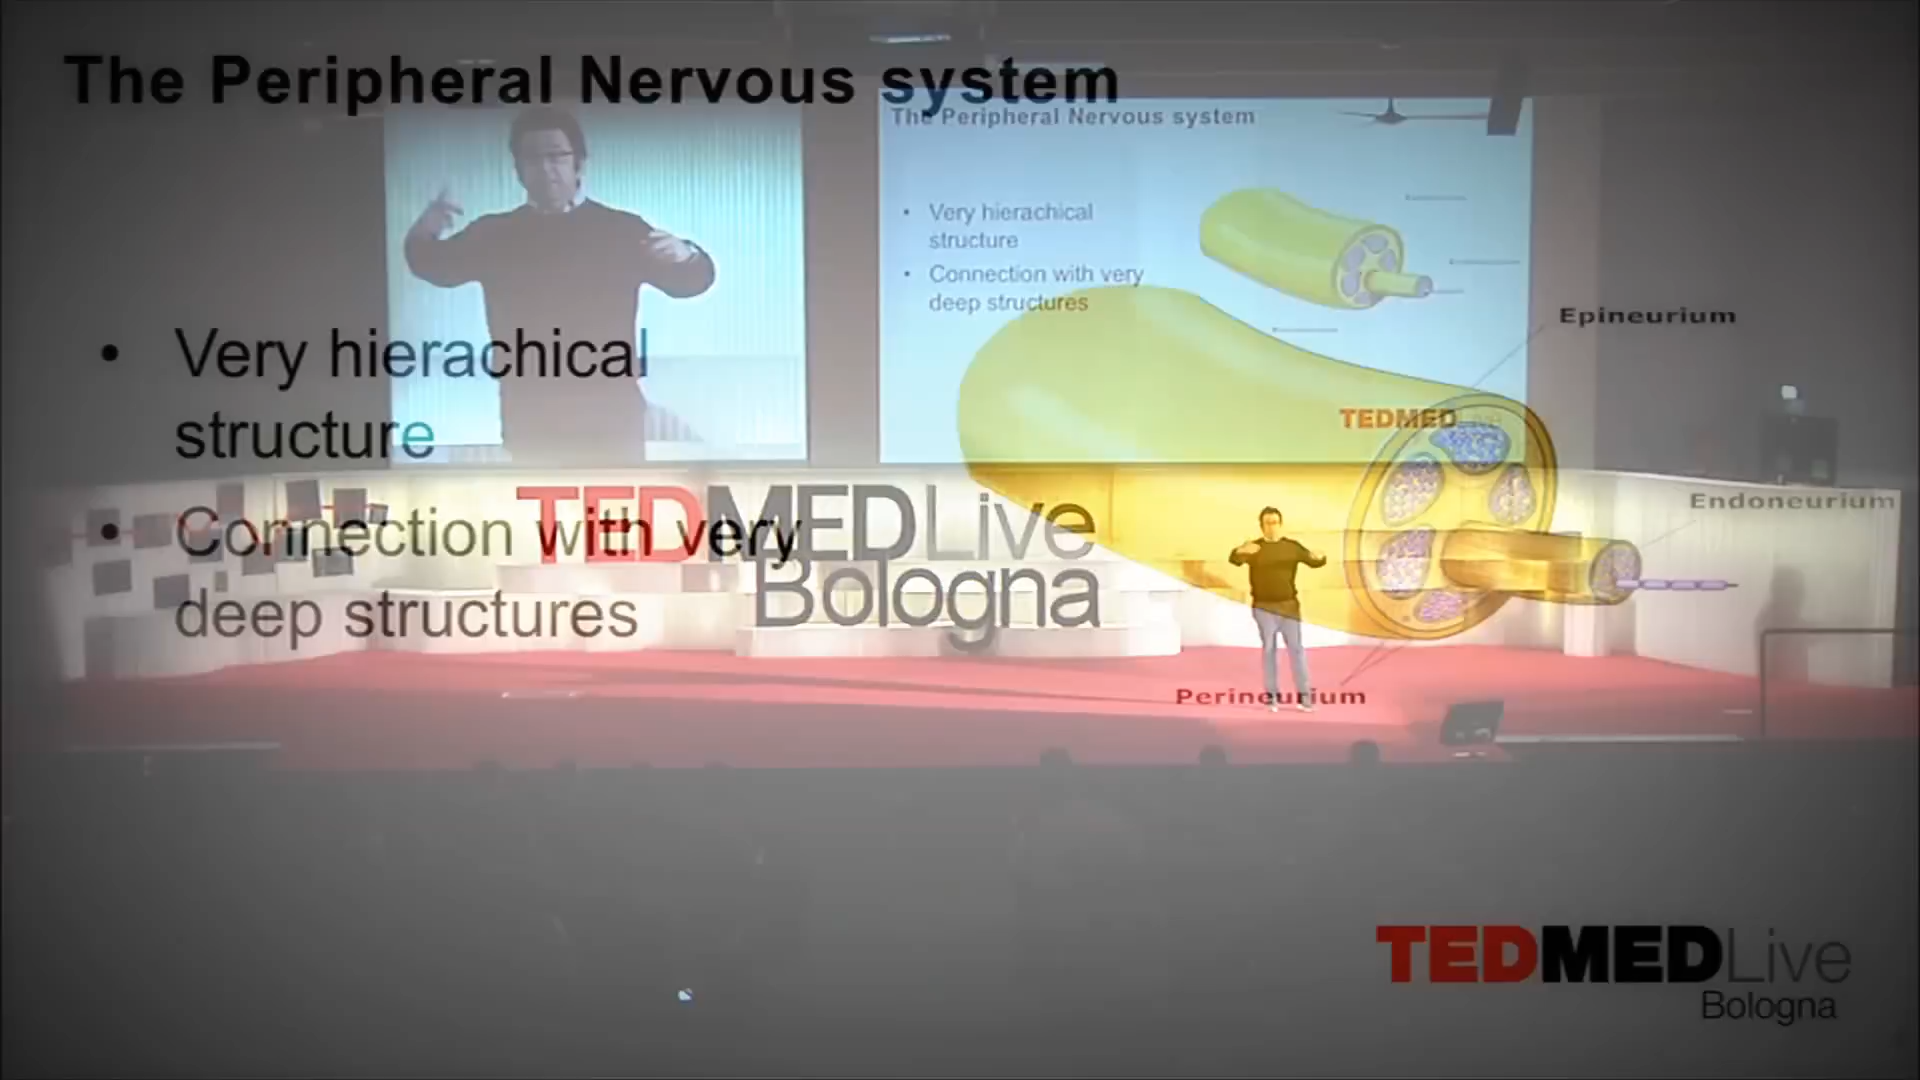 The Peripheral Nervous system
The Peripheral Nervous system
• Very hierachical
structure
• Connection with very
deep structures
Epineurium
• Very hierachical
structure
TEDMED
Endoneurium
• Connection with very
deep structures
TEDMEDLive
Bologna
Perineurium
TEDMEDLive
Bologna